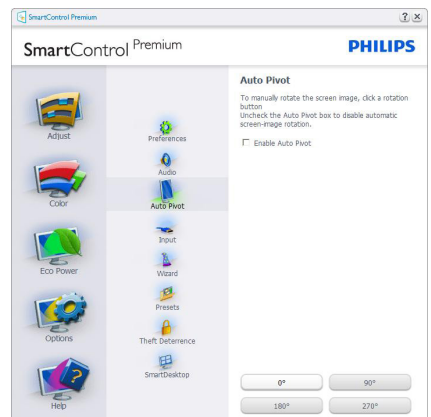 SmartControl Premium
SmartControl Premium
PHILIPS
Adjust
Color
Eco Power
Options
Help
Preferences
Audio
Auto Pivot
Input
Wizard
Presets
Theft Deterrence
SmartDesktop
Auto Pivot
To manually rotate the screen image, click a rotation
button
Uncheck the Auto Pivot box to disable automatic
screen-image rotation.
Enable Auto Pivot
0°
90°
180°
270°